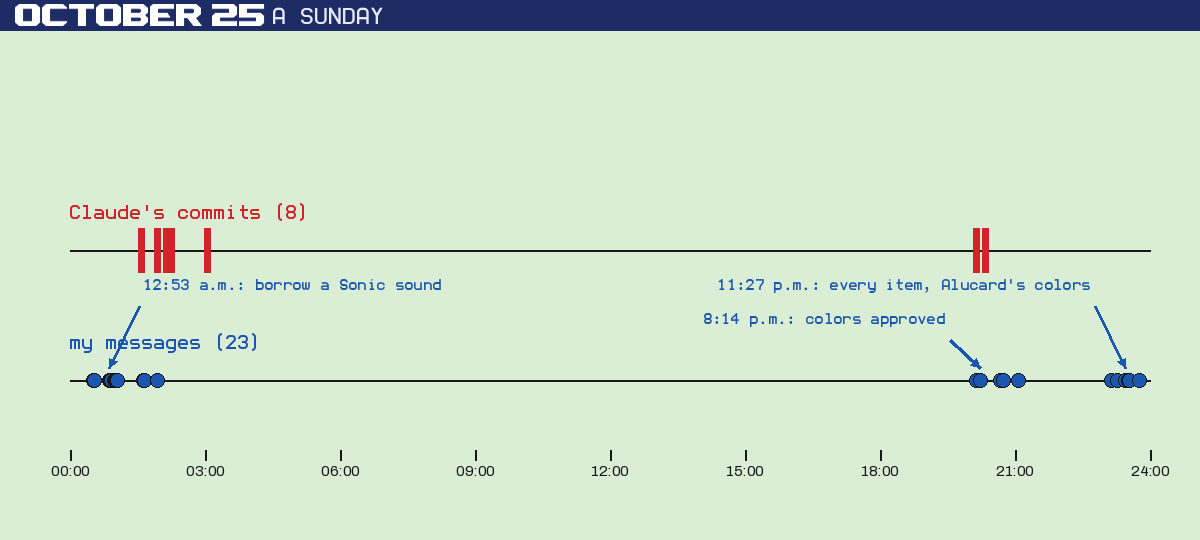 OCTOBER 25 A SUNDAY
Claude's commits (8)
12:53 a.m.: borrow a Sonic sound
11:27 p.m.: every item, Alucard's colors
8:14 p.m.: colors approved
my messages (23)
00:00 03:00 06:00 09:00 12:00 15:00 18:00 21:00 24:00